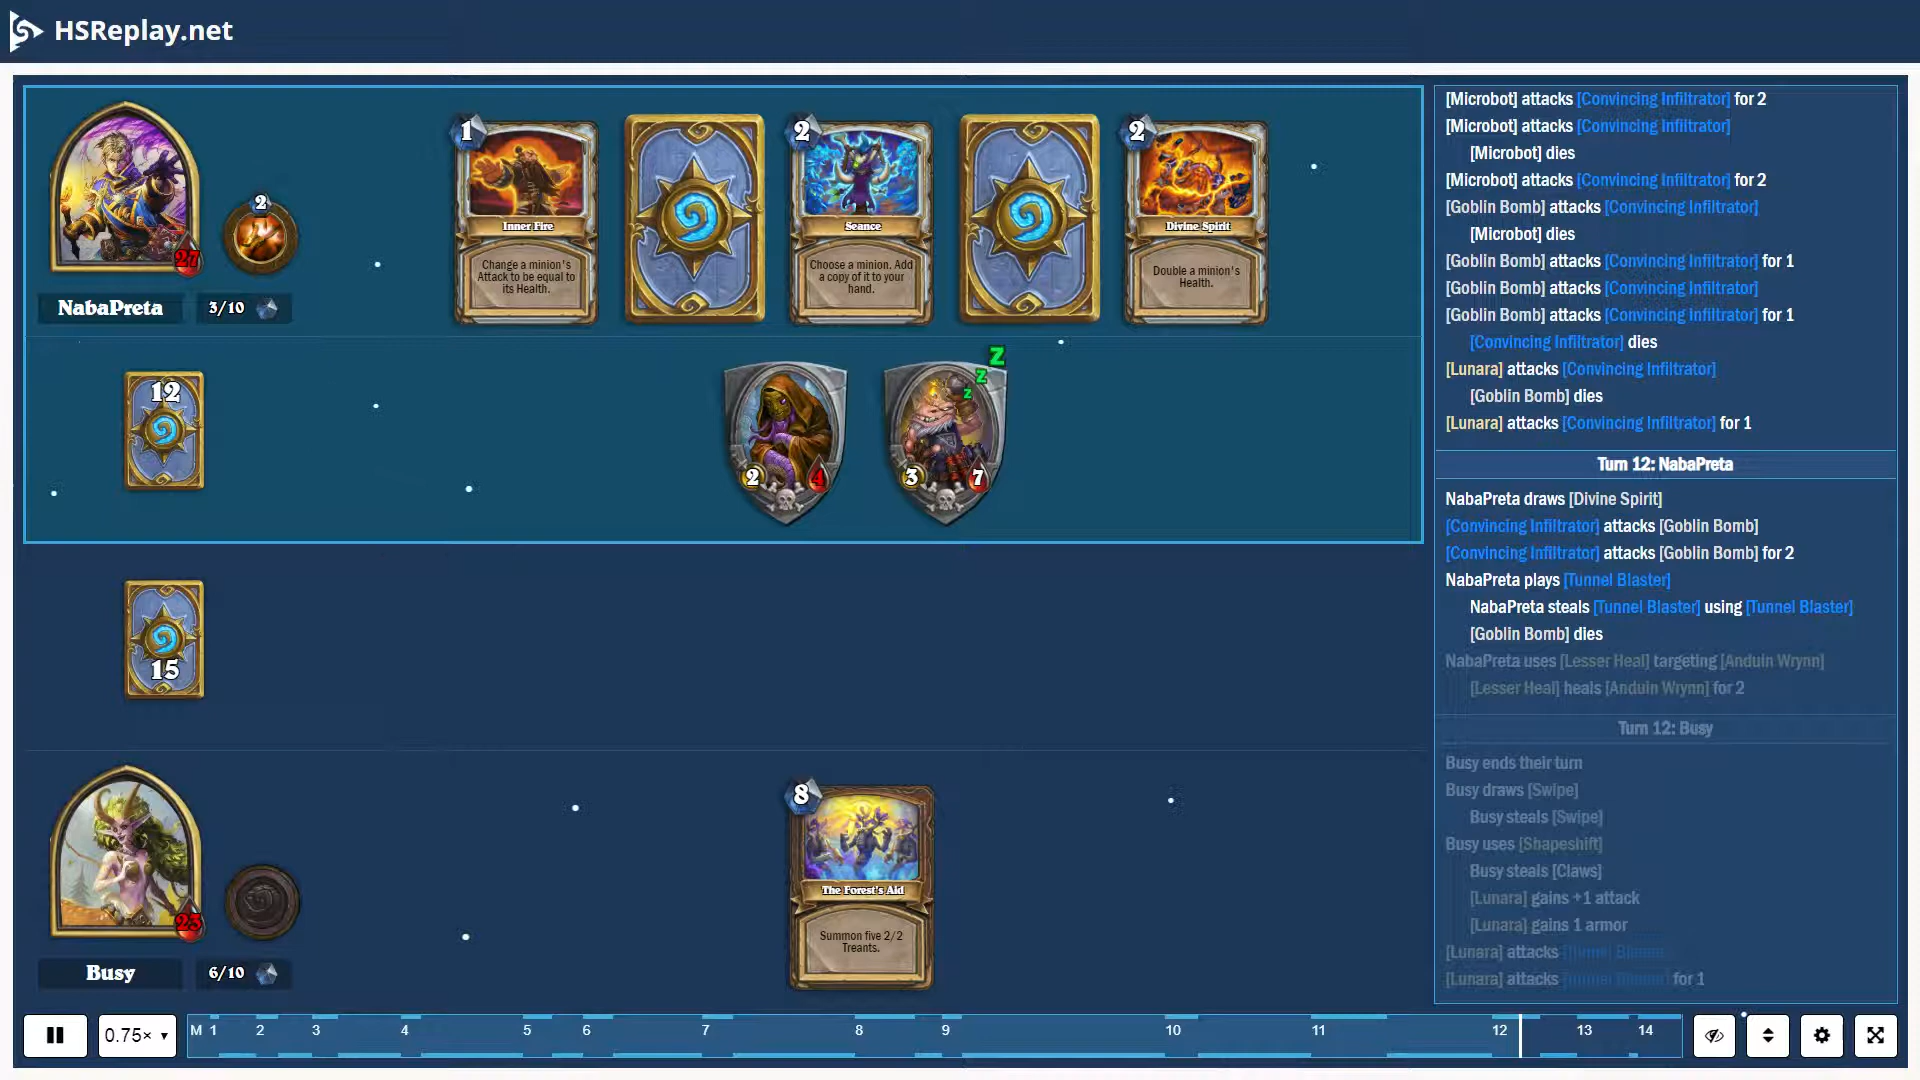 HSReplay.net
1
Inner Fire
Change a minion's
Attack to be equal to
its Health.
2
Seance
Choose a minion. Add
a copy of it to your
hand.
2
Divine Spirit
Double a minion's
Health.
2
27
NabaPreta
3/10
12
2
4
z
z
Z
3
7
15
8
The Forest's Aid
Summon five 2/2
Treants.
Busy
6/10
[Microbot] attacks [Convincing Infiltrator] for 2
[Microbot] attacks [Convincing Infiltrator]
[Microbot] dies
[Microbot] attacks [Convincing Infiltrator] for 2
[Goblin Bomb] attacks [Convincing Infiltrator]
[Microbot] dies
[Goblin Bomb] attacks [Convincing Infiltrator] for 1
[Goblin Bomb] attacks [Convincing Infiltrator]
[Goblin Bomb] attacks [Convincing Infiltrator] for 1
[Convincing Infiltrator] dies
[Lunara] attacks [Convincing Infiltrator]
[Goblin Bomb] dies
[Lunara] attacks [Convincing Infiltrator] for 1
Turn 12: NabaPreta
NabaPreta draws [Divine Spirit]
[Convincing Infiltrator] attacks [Goblin Bomb]
[Convincing Infiltrator] attacks [Goblin Bomb] for 2
NabaPreta plays [Tunnel Blaster]
NabaPreta steals [Tunnel Blaster] using [Tunnel Blaster]
[Goblin Bomb] dies
NabaPreta uses [Lesser Heal] targeting [Anduin Wrynn]
[Lesser Heal] heals [Anduin Wrynn] for 2
Turn 12: Busy
Busy ends their turn
Busy draws [Swipe]
Busy steals [Swipe]
Busy uses [Shapeshift]
Busy steals [Claws]
[Lunara] gains +1 attack
[Lunara] gains 1 armor
[Lunara] attacks [Tunnel Blaster]
[Lunara] attacks [Tunnel Blaster] for 1
0.75×
M 1 2 3 4 5 6 7 8 9 10 11 12 13 14